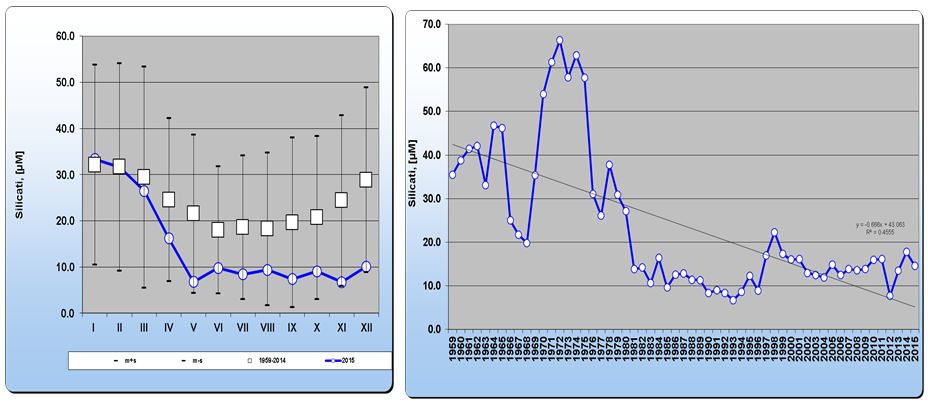 Silicati, [µM]
60.0
50.0
40.0
30.0
20.0
10.0
0.0
I II III IV V VI VII VIII IX X XI XII
m+s m-s 1959-2014 2015
Silicati, [µM]
70.0
60.0
50.0
40.0
30.0
20.0
10.0
0.0
y = -0.666x + 43.063
R² = 0.4555
1959 1960 1961 1962 1963 1964 1965 1966 1967 1968 1969 1970 1971 1972 1973 1974 1975 1976 1977 1978 1979 1980 1981 1982 1983 1984 1985 1986 1987 1988 1989 1990 1991 1992 1993 1994 1995 1996 1997 1998 1999 2000 2001 2002 2003 2004 2005 2006 2007 2008 2009 2010 2011 2012 2013 2014 2015